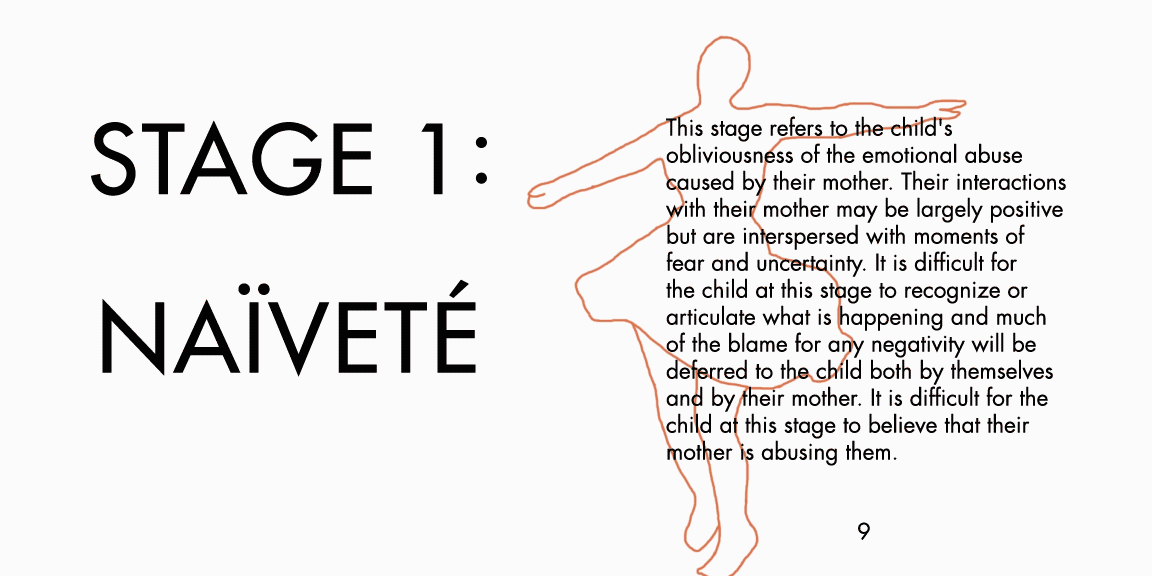 STAGE 1:
NAÏVETÉ
This stage refers to the child's
obliviousness of the emotional abuse
caused by their mother. Their interactions
with their mother may be largely positive
but are interspersed with moments of
fear and uncertainty. It is difficult for
the child at this stage to recognize or
articulate what is happening and much
of the blame for any negativity will be
deferred to the child both by themselves
and by their mother. It is difficult for the
child at this stage to believe that their
mother is abusing them.
9